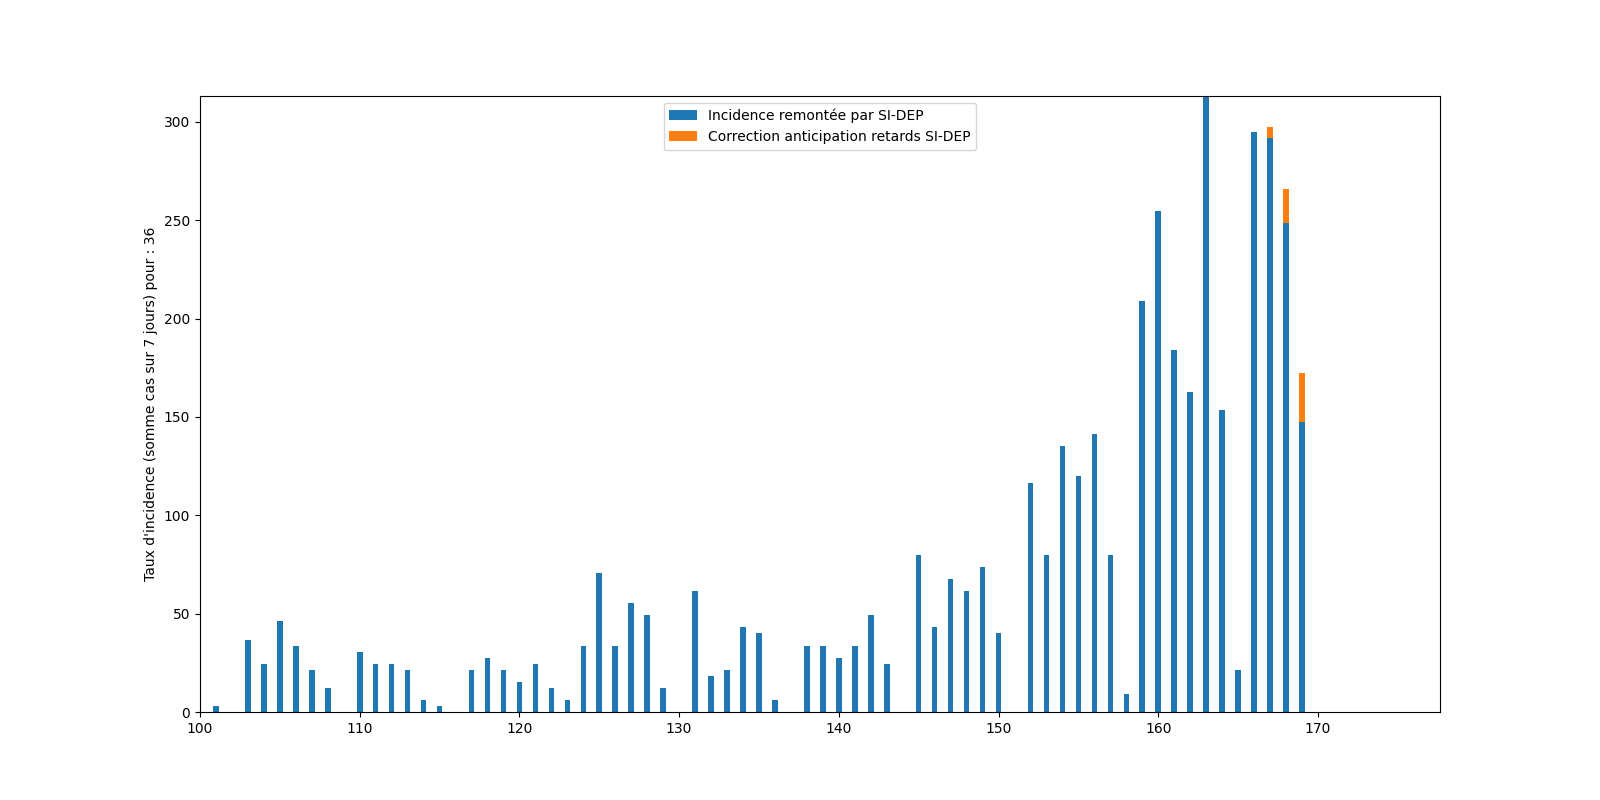 Incidence remontée par SI-DEP
Correction anticipation retards SI-DEP
Taux d'incidence (somme cas sur 7 jours) pour : 36
300
250
200
150
100
50
0
100 110 120 130 140 150 160 170